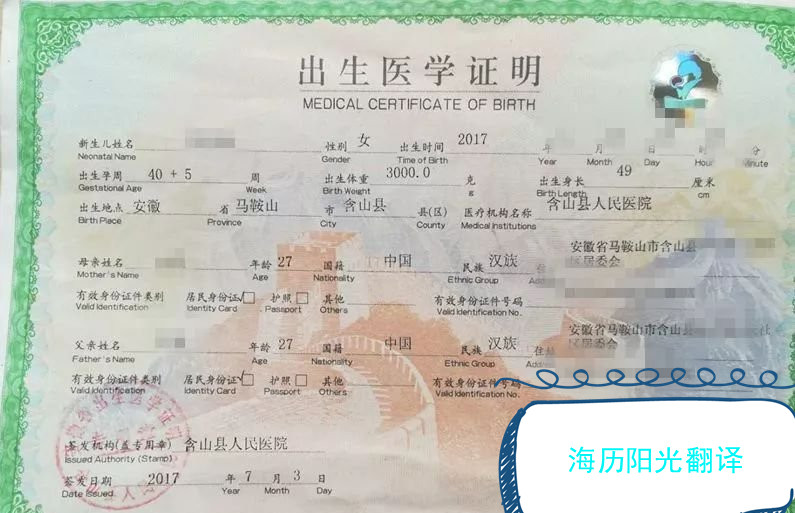 出生医学证明
MEDICAL CERTIFICATE OF BIRTH
新生儿姓名 性别 女 出生时间 2017 年 月 日 时 分
Neonatal Name Gender Time of Birth Year Month Day Hour Minute
出生孕周 40 + 5 周 出生体重 3000.0 克 出生身长 49 厘米
Gestational Age Week Birth Weight g Birth Length cm
出生地点 安徽 省 马鞍山 市 含山县 县(区) 医疗机构名称 含山县人民医院
Birth Place Province City County Medical Institutions
安徽省马鞍山市含山县
母亲姓名 年龄 27 国籍 中国 民族 汉族 居委会
Mother's Name Age Nationality Ethnic Group
有效身份证件类别 居民身份证 护照 其他 有效身份证件号码
Valid Identification Identity Card Passport Others Valid Identification No.
安徽省马鞍山市含山县
父亲姓名 年龄 27 国籍 中国 民族 汉族 住址 居委会
Father's Name Age Nationality Ethnic Group
有效身份证件类别 居民身份证 护照 其他 有效身份证件号码
Valid Identification Identity Card Passport Others Valid Identification No.
签发机构(盖专用章) 含山县人民医院
Issued Authority (Stamp)
签发日期 2017 年 7 月 3 日
Date Issued Year Month Day
海历阳光翻译